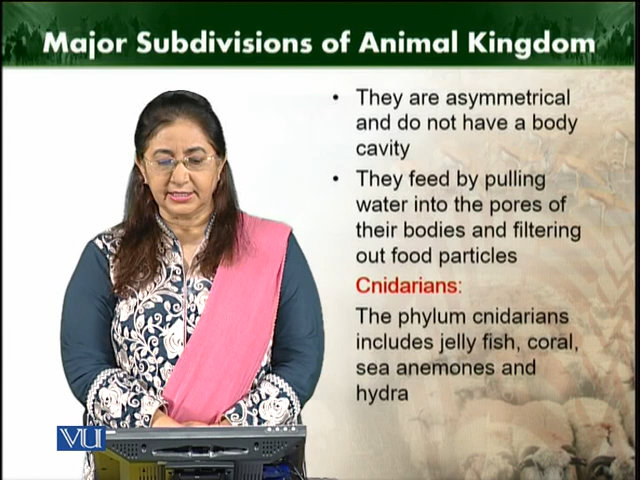 Major Subdivisions of Animal Kingdom
• They are asymmetrical
and do not have a body
cavity
• They feed by pulling
water into the pores of
their bodies and filtering
out food particles
Cnidarians:
The phylum cnidarians
includes jelly fish, coral,
sea anemones and
hydra
VU